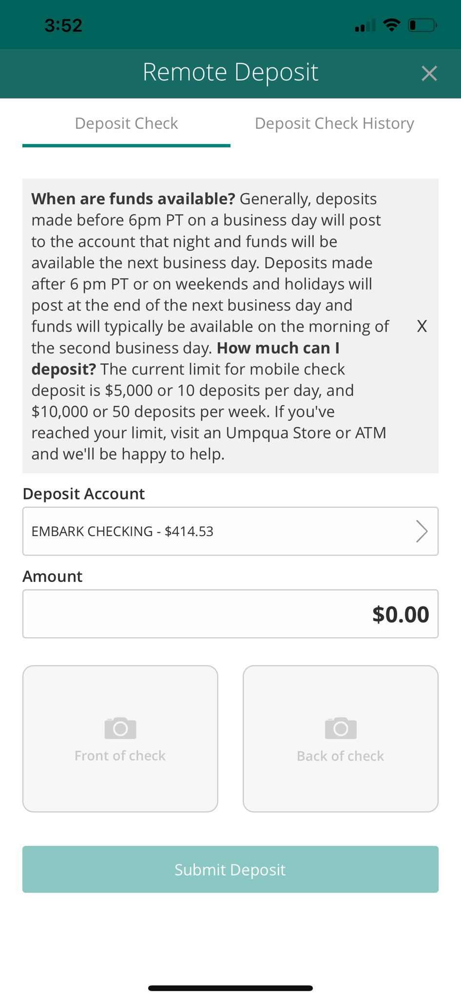 3:52
Remote Deposit
Deposit Check
Deposit Check History
When are funds available? Generally, deposits
made before 6pm PT on a business day will post
to the account that night and funds will be
available the next business day. Deposits made
after 6 pm PT or on weekends and holidays will
post at the end of the next business day and
funds will typically be available on the morning of
the second business day. How much can I
deposit? The current limit for mobile check
deposit is $5,000 or 10 deposits per day, and
$10,000 or 50 deposits per week. If you've
reached your limit, visit an Umpqua Store or ATM
and we'll be happy to help.
X
Deposit Account
EMBARK CHECKING - $414.53
Amount
$0.00
Front of check
Back of check
Submit Deposit